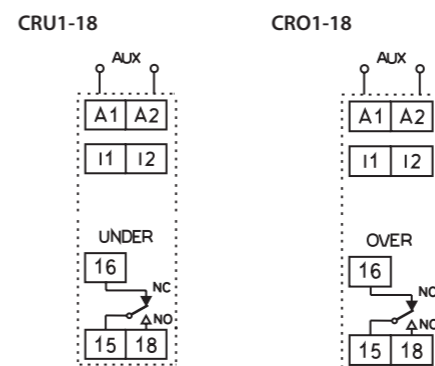 CRU1-18
AUX
A1 A2
I1 I2
UNDER
16
NC
NO
15 18
CRO1-18
AUX
A1 A2
I1 I2
OVER
16
NC
NO
15 18